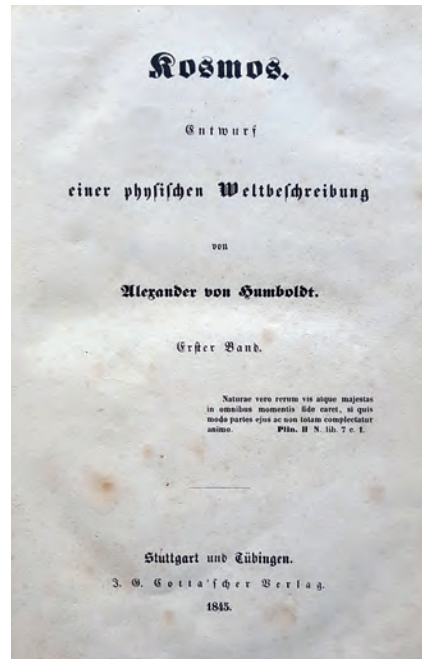 Kosmos.
Entwurf
einer physischen Weltbeschreibung
von
Alexander von Humboldt.
Erster Band.
Naturae vero rerum vis atque majestas
in omnibus momentis fide caret, si quis
modo partes ejus ac non totam complectatur
animo. Plin. H N. lib. 7 c. 1.
Stuttgart und Tübingen.
J. G. Cotta'scher Verlag.
1845.